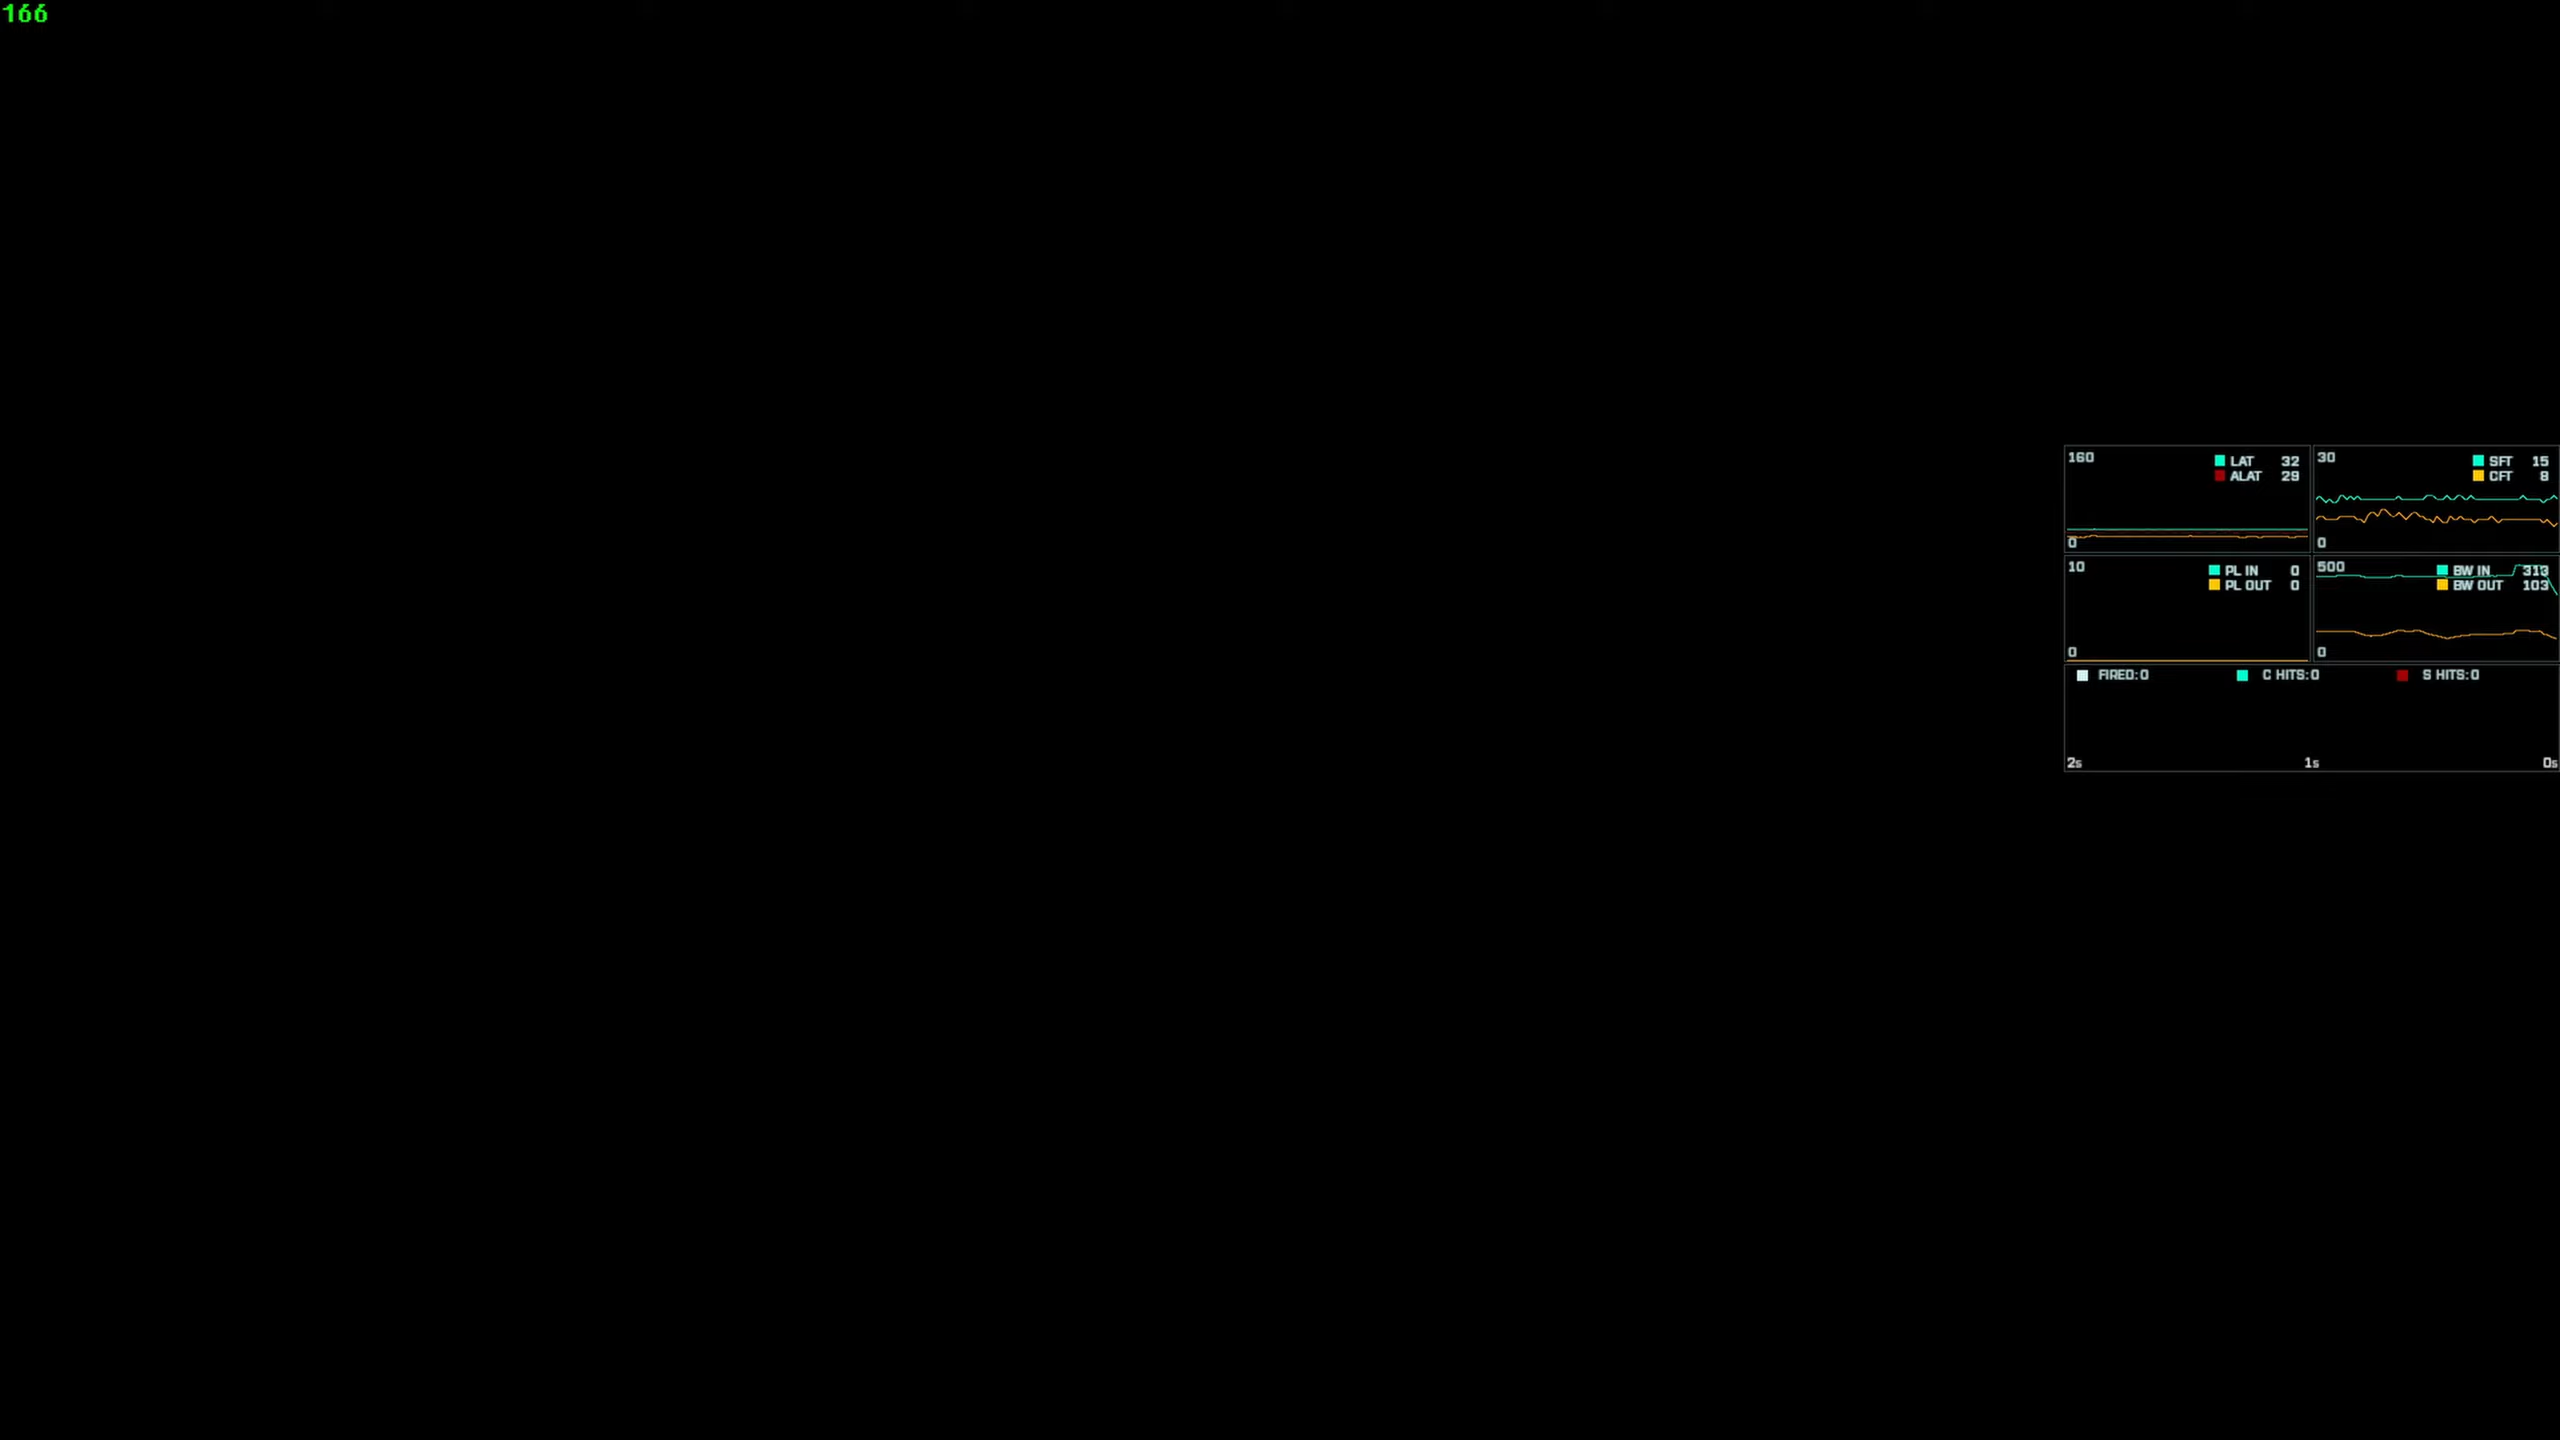 166
160
LAT 32
ALAT 29
0
30
SFT 15
CFT 8
0
10
PL IN 0
PL OUT 0
0
500
BW IN 313
BW OUT 103
0
FIRED:0 C HITS:0 S HITS:0
2s 1s 0s